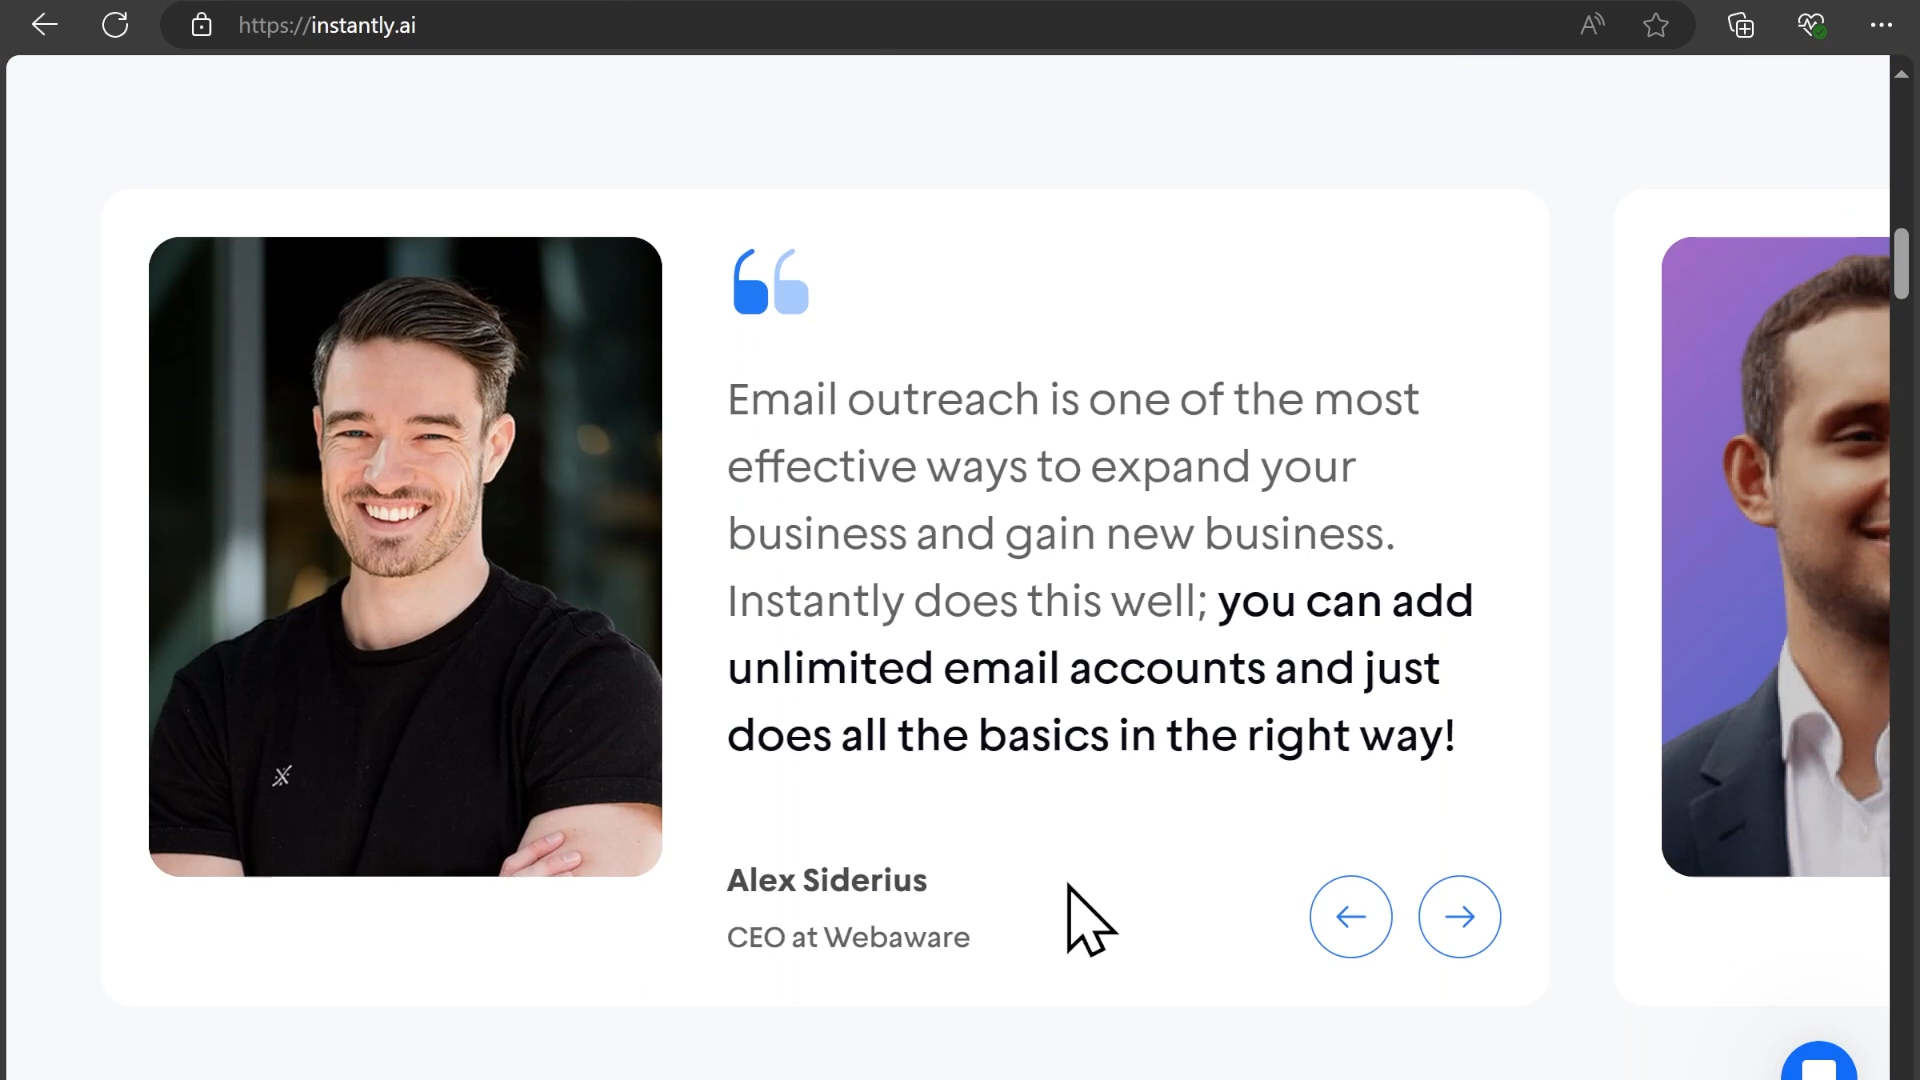 https://instantly.ai
Email outreach is one of the most
effective ways to expand your
business and gain new business.
Instantly does this well; you can add
unlimited email accounts and just
does all the basics in the right way!
Alex Siderius
CEO at Webaware